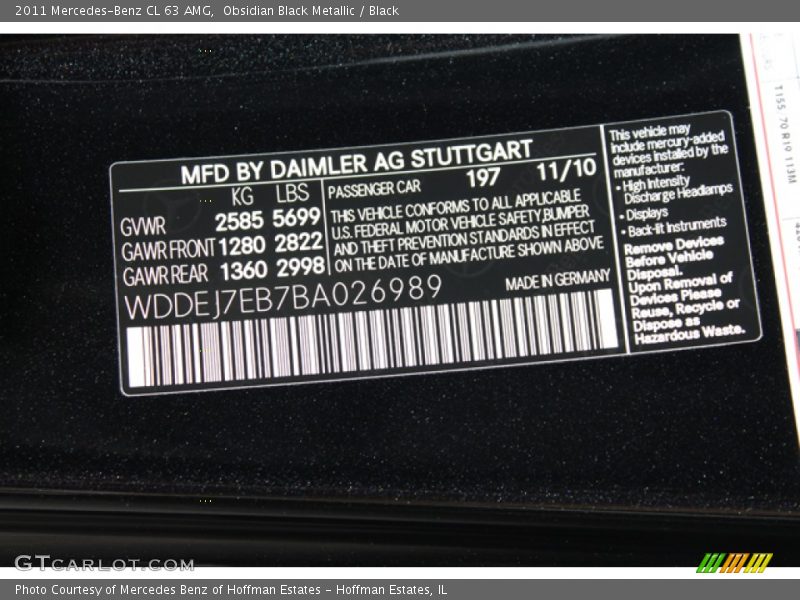 2011 Mercedes-Benz CL 63 AMG,  Obsidian Black Metallic / Black
MFD BY DAIMLER AG STUTTGART
KG LBS
GVWR 2585 5699
GAWR FRONT 1280 2822
GAWR REAR 1360 2998
PASSENGER CAR 197 11/10
THIS VEHICLE CONFORMS TO ALL APPLICABLE
U.S. FEDERAL MOTOR VEHICLE SAFETY,BUMPER
AND THEFT PREVENTION STANDARDS IN EFFECT
ON THE DATE OF MANUFACTURE SHOWN ABOVE
WDDEJ7EB7BA026989
MADE IN GERMANY
This vehicle may
include mercury-added
devices installed by the
manufacturer:
• High Intensity
Discharge Headlamps
• Displays
• Back-lit Instruments
Remove Devices
Before Vehicle
Disposal.
Upon Removal of
Devices Please
Reuse, Recycle or
Dispose as
Hazardous Waste.
T155 70 R19 113M
GTCARLOT.COM
Photo Courtesy of Mercedes Benz of Hoffman Estates - Hoffman Estates, IL